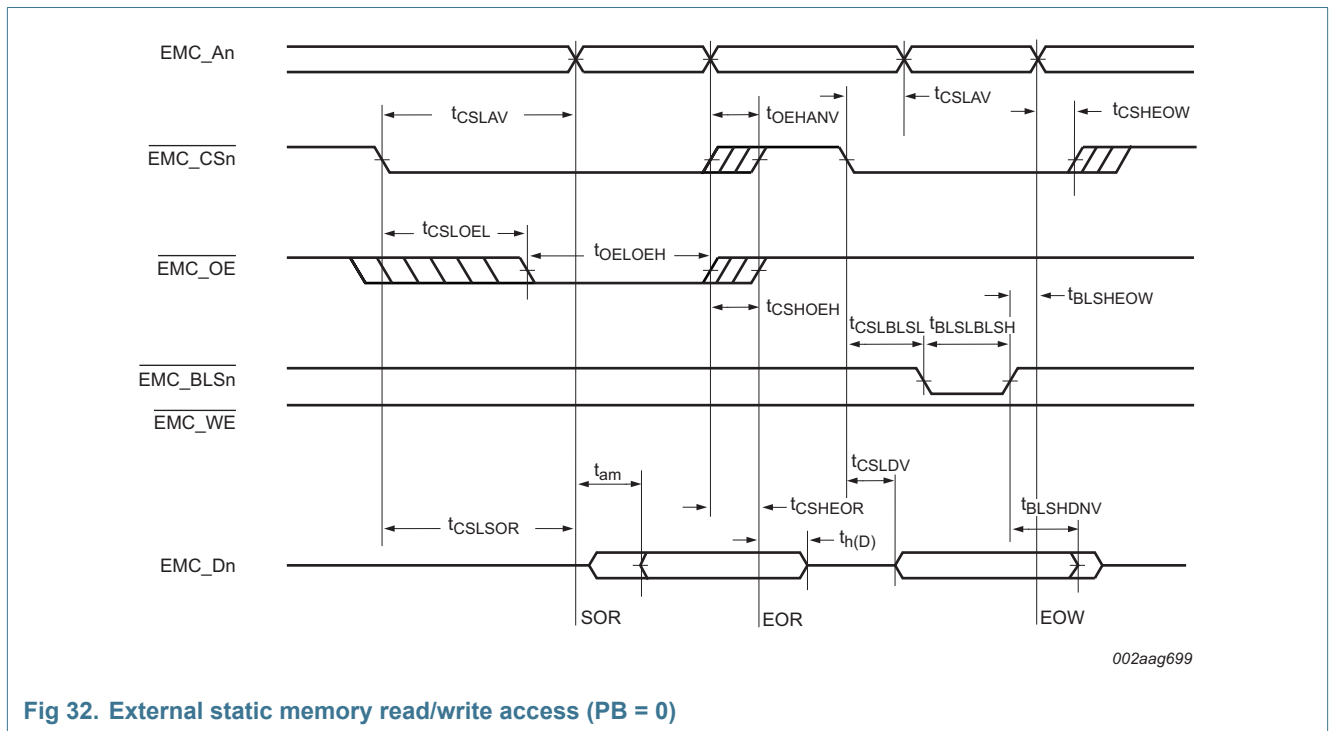 EMC_An
tCSLAV
tOEHANV
tCSLAV
tCSHEOW
EMC_CSn
tCSLOEL
tOELOEH
EMC_OE
tCSHOEH
tBLSHEOW
tCSLBLSL
tBLSLBLSH
EMC_BLSn
EMC_WE
tam
tCSLDV
tCSLSOR
tCSHEOR
tBLSHDNV
th(D)
EMC_Dn
SOR
EOR
EOW
002aag699
Fig 32. External static memory read/write access (PB = 0)